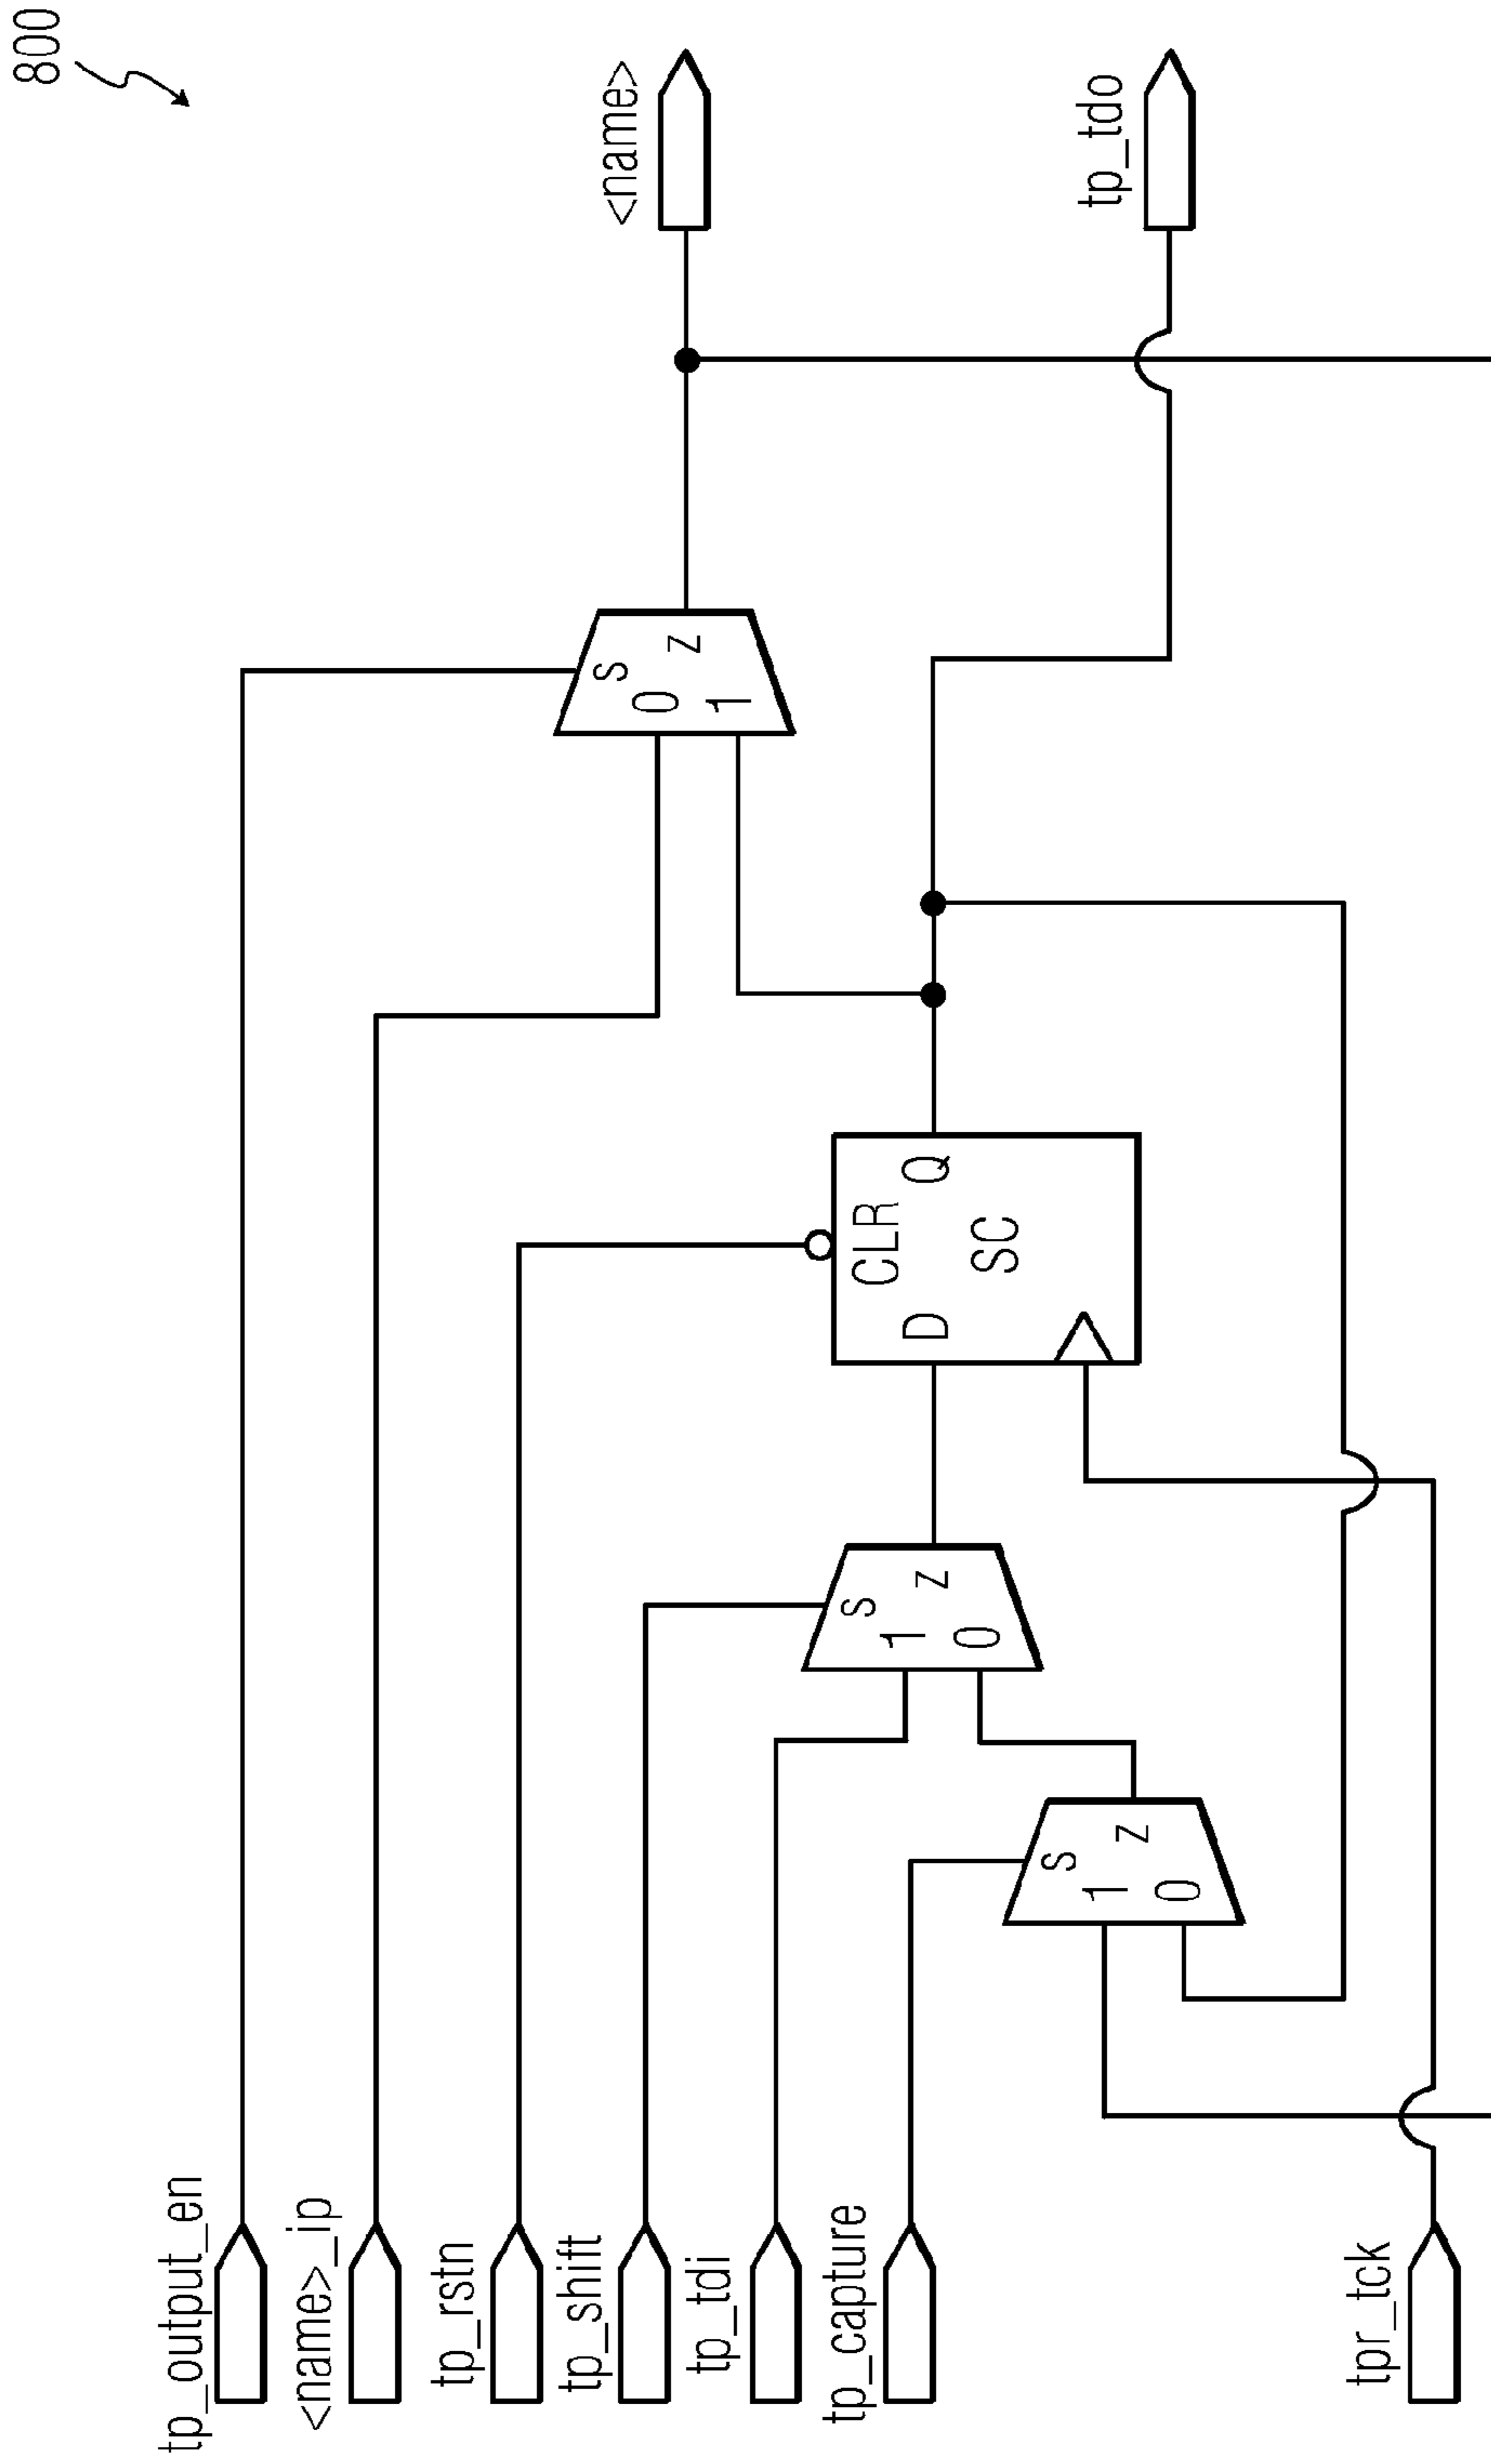 800
tp_output_en
<name>_ip
tp_rstn
tp_shift
tp_tdi
tp_capture
tpr_tck
s
1
0
z
s
1
0
z
D
CLR
Q
SC
s
0
1
z
<name>
tp_tdo